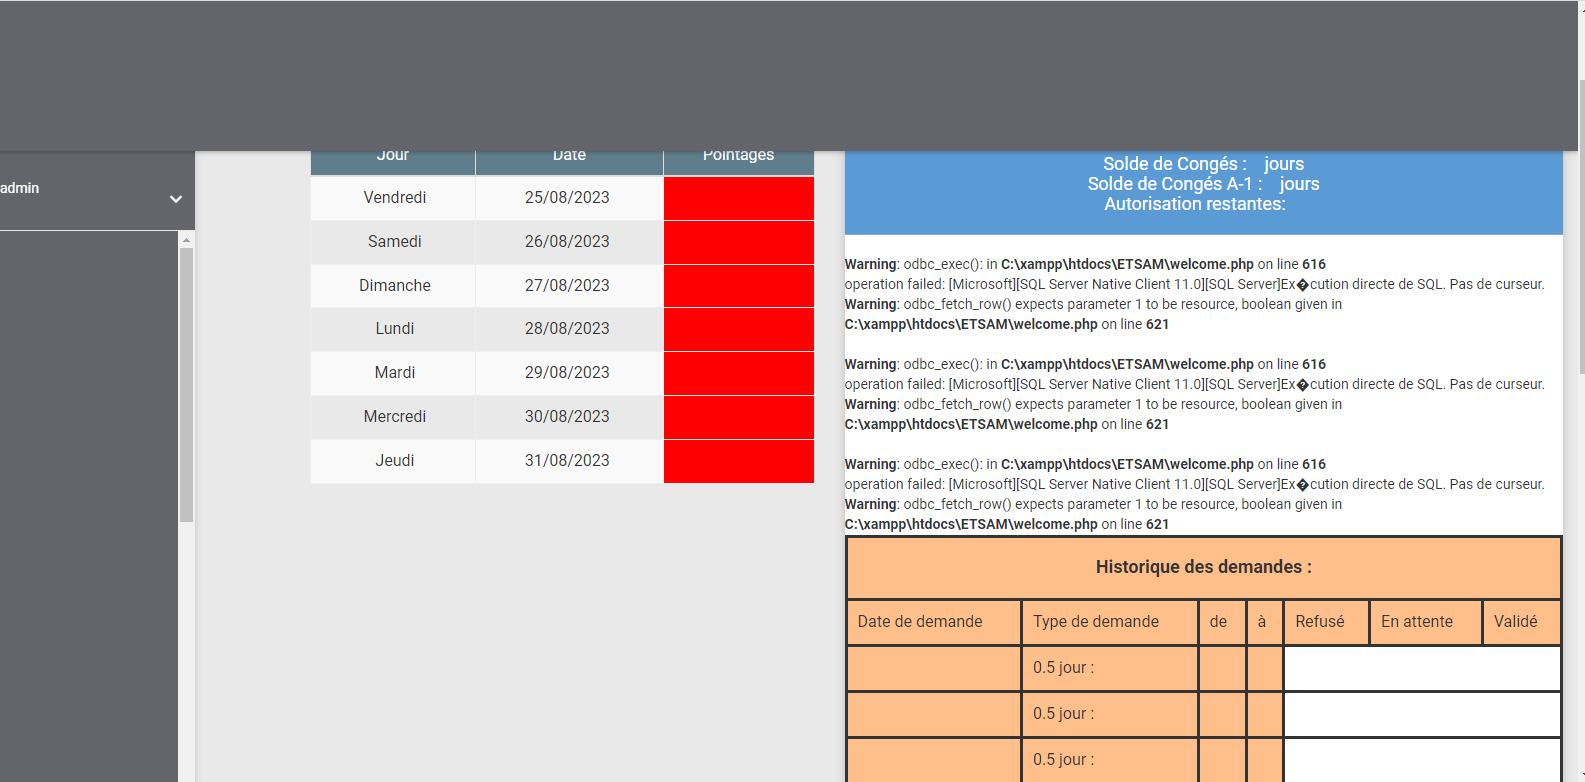 admin
Jour Date Pointages
Vendredi 25/08/2023
Samedi 26/08/2023
Dimanche 27/08/2023
Lundi 28/08/2023
Mardi 29/08/2023
Mercredi 30/08/2023
Jeudi 31/08/2023
Solde de Congés : jours
Solde de Congés A-1 : jours
Autorisation restantes:
Warning: odbc_exec(): in C:\xampp\htdocs\ETSAM\welcome.php on line 616
operation failed: [Microsoft][SQL Server Native Client 11.0][SQL Server]Ex�cution directe de SQL. Pas de curseur.
Warning: odbc_fetch_row() expects parameter 1 to be resource, boolean given in
C:\xampp\htdocs\ETSAM\welcome.php on line 621
Warning: odbc_exec(): in C:\xampp\htdocs\ETSAM\welcome.php on line 616
operation failed: [Microsoft][SQL Server Native Client 11.0][SQL Server]Ex�cution directe de SQL. Pas de curseur.
Warning: odbc_fetch_row() expects parameter 1 to be resource, boolean given in
C:\xampp\htdocs\ETSAM\welcome.php on line 621
Warning: odbc_exec(): in C:\xampp\htdocs\ETSAM\welcome.php on line 616
operation failed: [Microsoft][SQL Server Native Client 11.0][SQL Server]Ex�cution directe de SQL. Pas de curseur.
Warning: odbc_fetch_row() expects parameter 1 to be resource, boolean given in
C:\xampp\htdocs\ETSAM\welcome.php on line 621
Historique des demandes :
Date de demande Type de demande de à Refusé En attente Validé
0.5 jour :
0.5 jour :
0.5 jour :